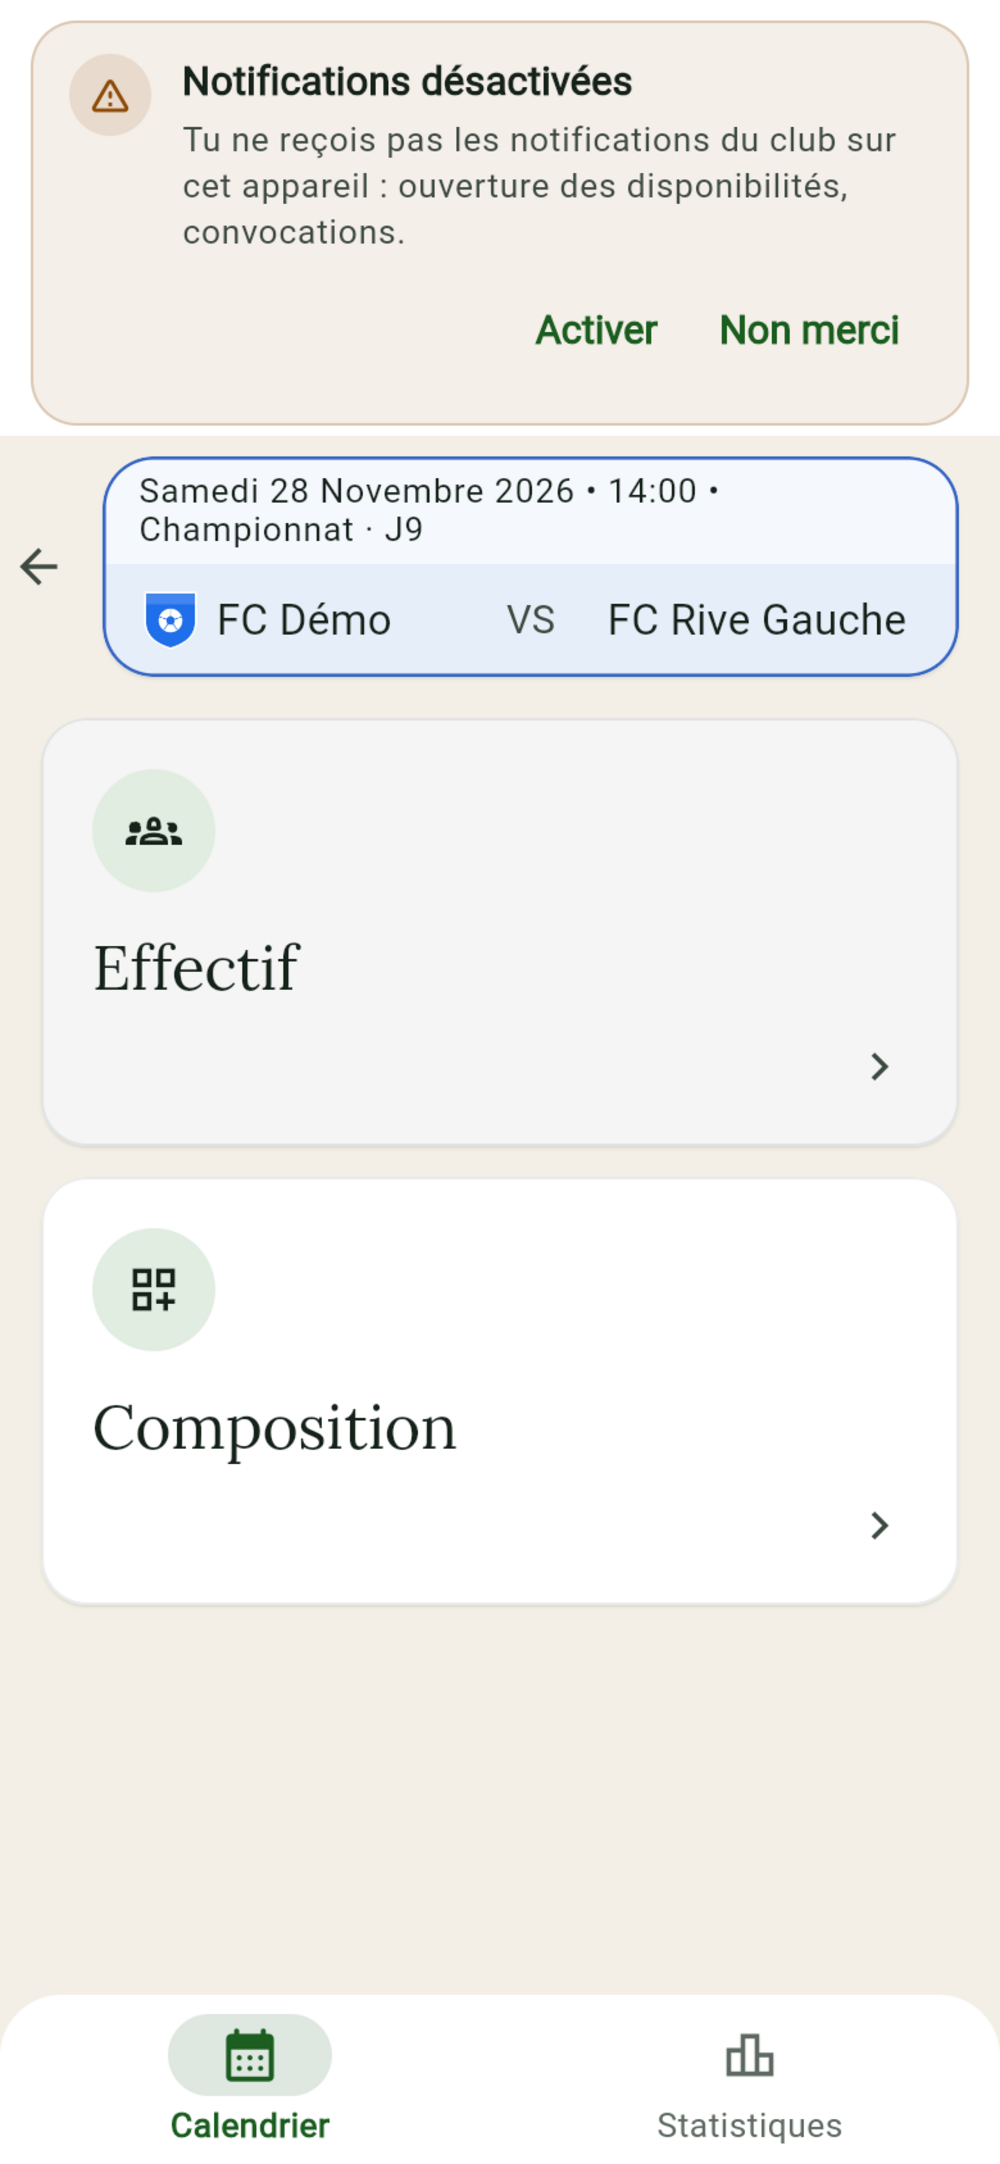 Notifications désactivées
Tu ne reçois pas les notifications du club sur
cet appareil : ouverture des disponibilités,
convocations.
Activer Non merci
Samedi 28 Novembre 2026 • 14:00 •
Championnat · J9
FC Démo VS FC Rive Gauche
Effectif
Composition
Calendrier Statistiques